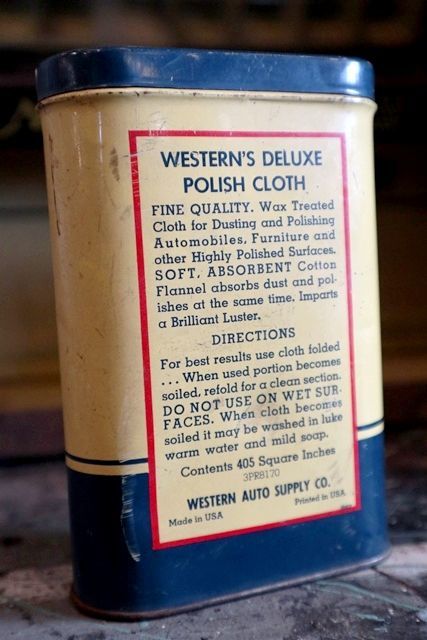 WESTERN'S DELUXE
POLISH CLOTH
FINE QUALITY. Wax Treated
Cloth for Dusting and Polishing
Automobiles, Furniture and
other Highly Polished Surfaces.
SOFT, ABSORBENT Cotton
Flannel absorbs dust and pol-
ishes at the same time. Imparts
a Brilliant Luster.
DIRECTIONS
For best results use cloth folded
... When used portion becomes
soiled, refold for a clean section.
DO NOT USE ON WET SUR-
FACES. When cloth becomes
soiled it may be washed in luke
warm water and mild soap.
Contents 405 Square Inches
3PR8170
WESTERN AUTO SUPPLY CO.
Made in USA Printed in USA